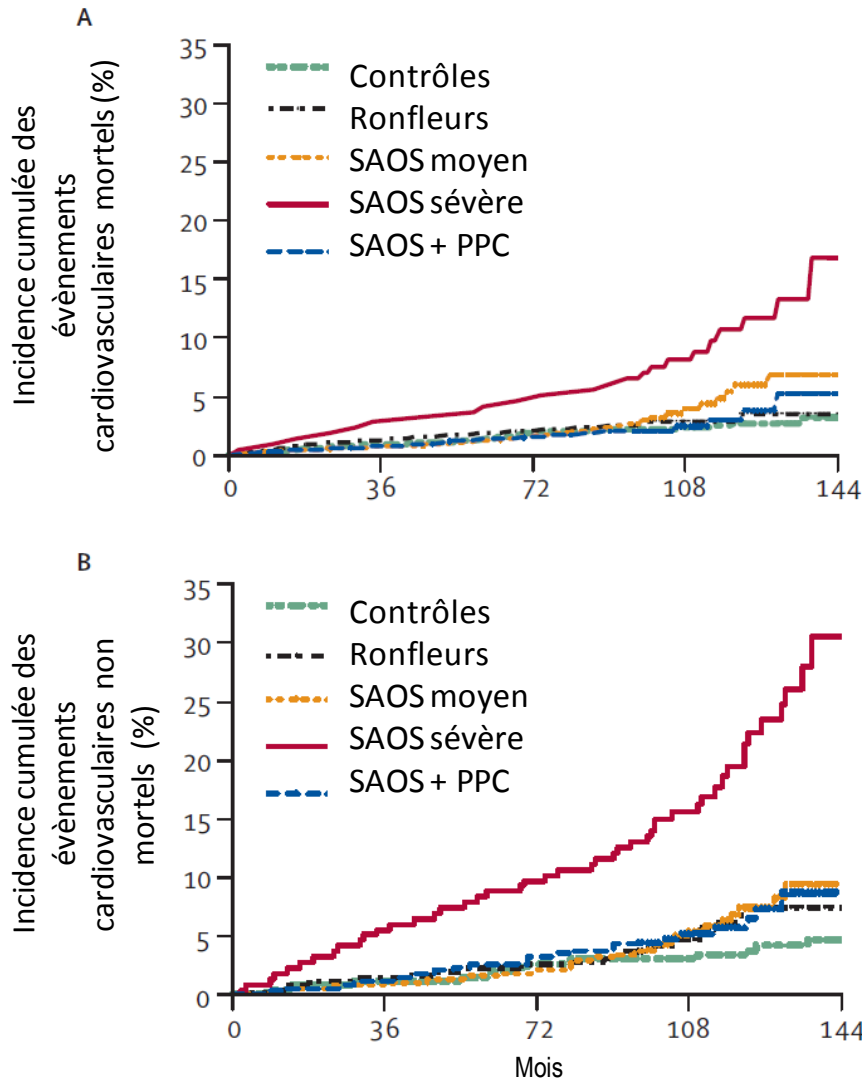 A
Incidence cumulée des
évènements
cardiovasculaires mortels (%)
35
30
25
20
15
10
5
0
Contrôles
Ronfleurs
SAOS moyen
SAOS sévère
SAOS + PPC
0 36 72 108 144
B
Incidence cumulée des
évènements
cardiovasculaires non
mortels (%)
35
30
25
20
15
10
5
0
Contrôles
Ronfleurs
SAOS moyen
SAOS sévère
SAOS + PPC
0 36 72 108 144
Mois